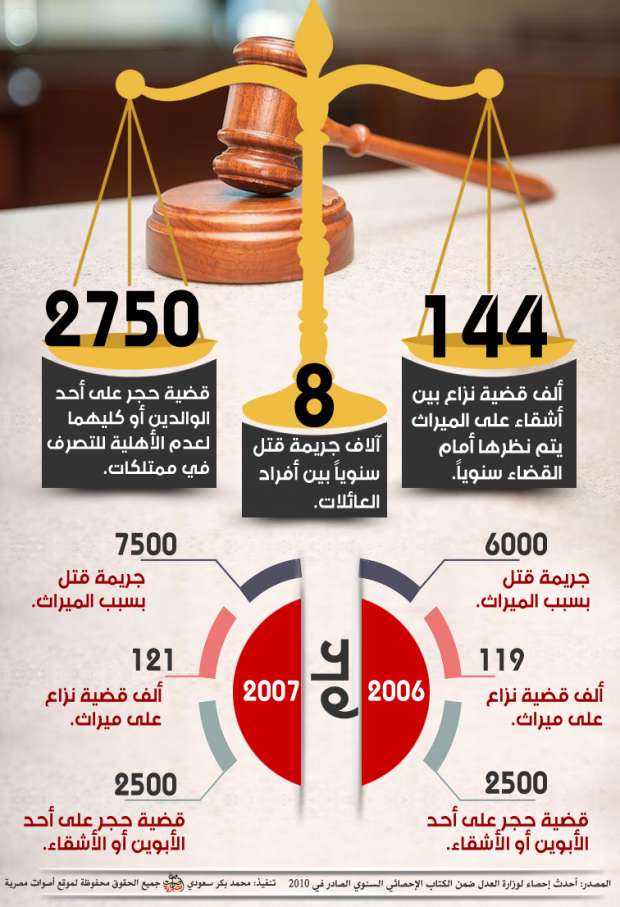 144
ألف قضية نزاع بين
أشقاء على الميراث
يتم نظرها أمام
القضاء سنوياً.
8
آلاف جريمة قتل
سنوياً بين أفراد
العائلات.
2750
قضية حجر على أحد
الوالدين أو كليهما
لعدم الأهلية للتصرف
في ممتلكات.
6000
جريمة قتل
بسبب الميراث.
119
ألف قضية نزاع
على ميراث.
2500
قضية حجر على أحد
الأبوين أو الأشقاء.
2006
2007
7500
جريمة قتل
بسبب الميراث.
121
ألف قضية نزاع
على ميراث.
2500
قضية حجر على أحد
الأبوين أو الأشقاء.
المصدر: أحدث إحصاء لوزارة العدل ضمن الكتاب الإحصائي السنوي الصادر في 2010 تنفيذ: محمد بكر سعودي جميع الحقوق محفوظة لموقع أصوات مصرية